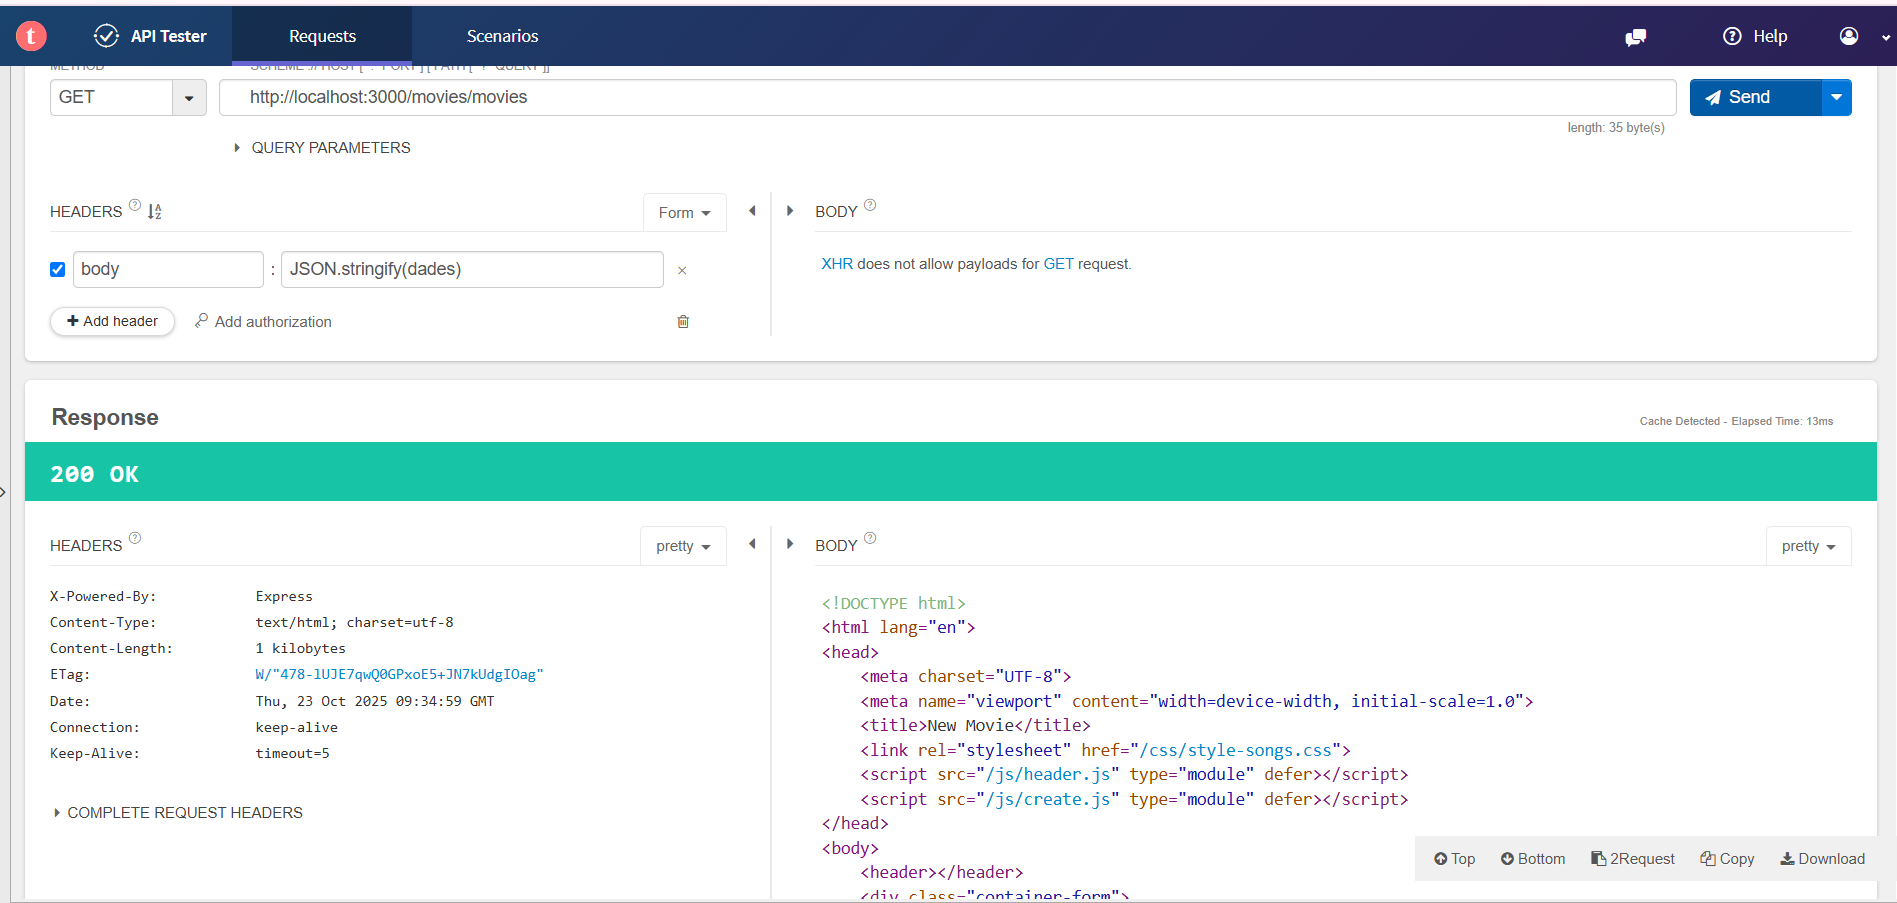 t API Tester Requests Scenarios Help
METHOD SCHEME :// HOST [ ":" PORT ] [ PATH [ "?" QUERY ]]
GET http://localhost:3000/movies/movies Send
length: 35 byte(s)
QUERY PARAMETERS
HEADERS ? Form BODY ?
body : JSON.stringify(dades) ×
XHR does not allow payloads for GET request.
Add header Add authorization
Response
Cache Detected - Elapsed Time: 13ms
200 OK
HEADERS ? pretty BODY ? pretty
X-Powered-By: Express
Content-Type: text/html; charset=utf-8
Content-Length: 1 kilobytes
ETag: W/"478-lUJE7qwQ0GPxoE5+JN7kUdgIOag"
Date: Thu, 23 Oct 2025 09:34:59 GMT
Connection: keep-alive
Keep-Alive: timeout=5
COMPLETE REQUEST HEADERS
<!DOCTYPE html>
<html lang="en">
<head>
<meta charset="UTF-8">
<meta name="viewport" content="width=device-width, initial-scale=1.0">
<title>New Movie</title>
<link rel="stylesheet" href="/css/style-songs.css">
<script src="/js/header.js" type="module" defer></script>
<script src="/js/create.js" type="module" defer></script>
</head>
<body>
<header></header>
<div class="container-form">
Top Bottom 2Request Copy Download